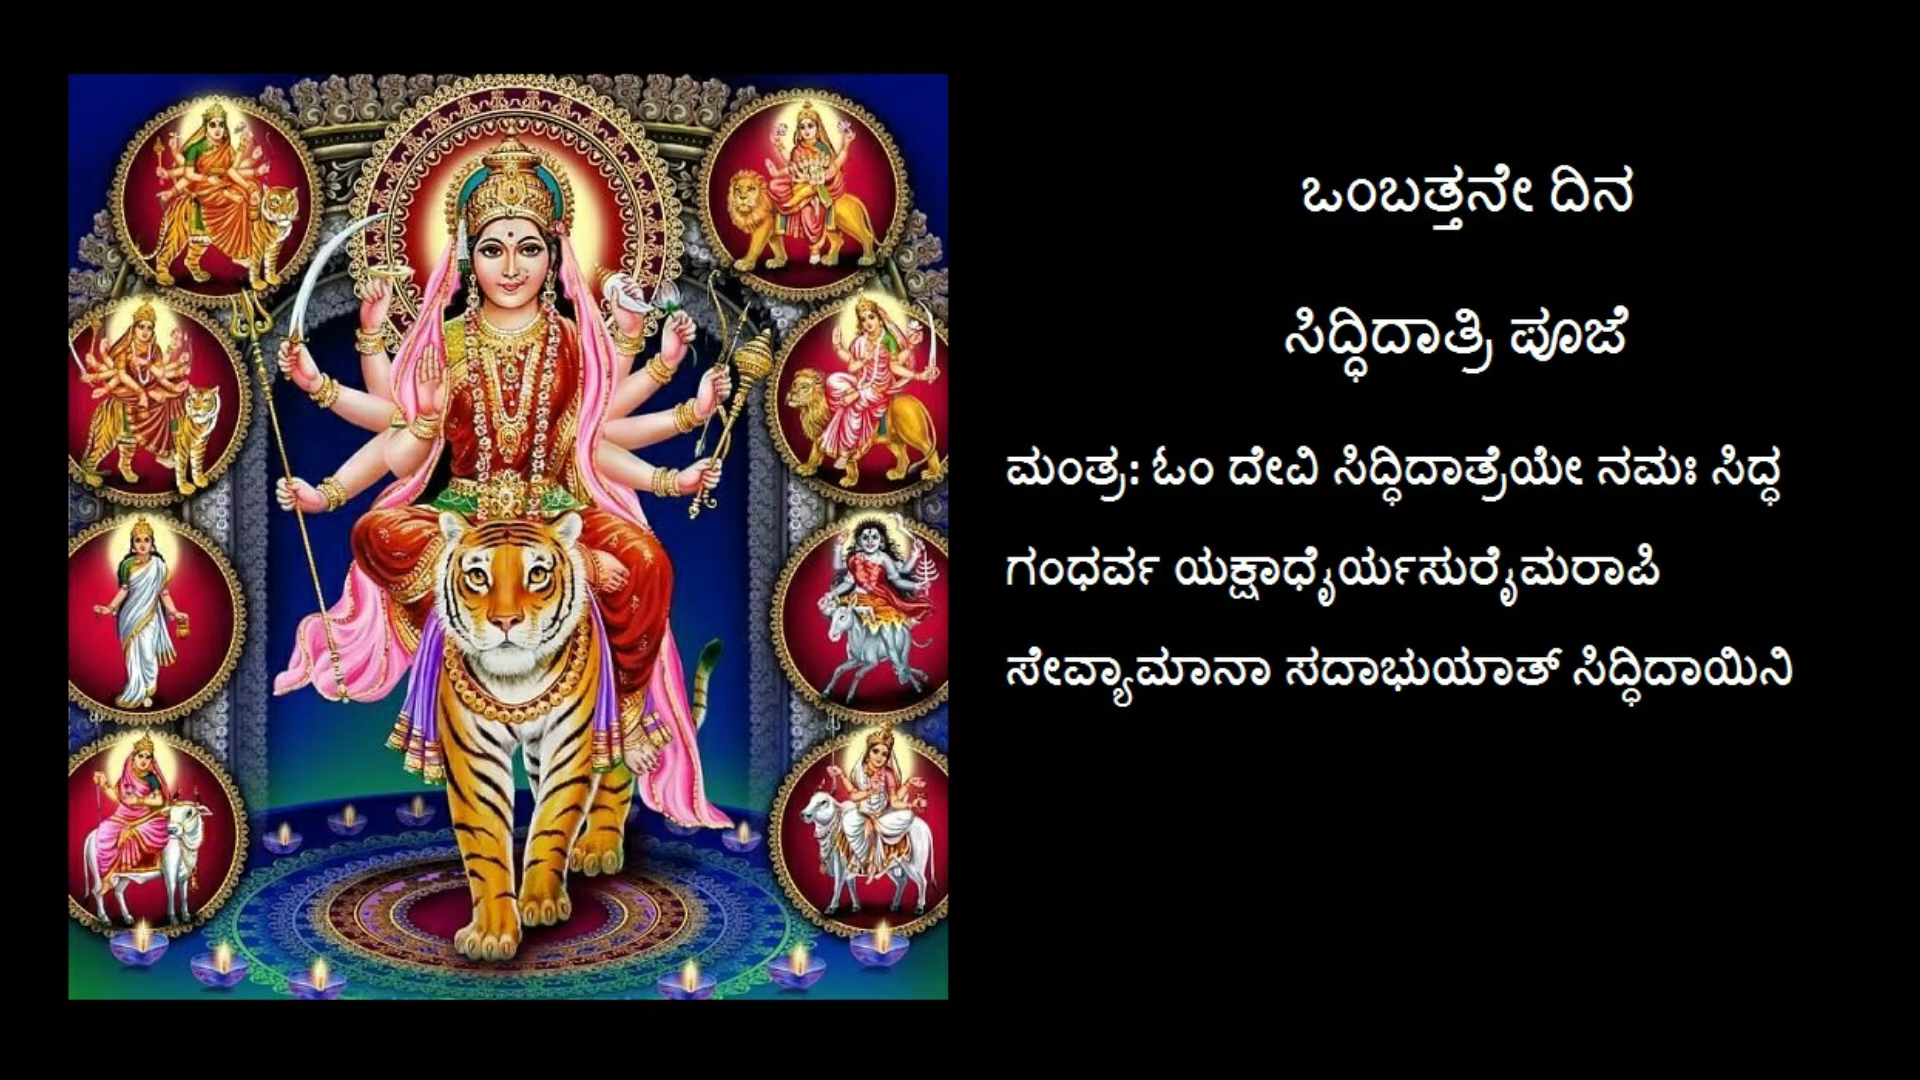 ಒಂಬತ್ತನೇ ದಿನ
ಸಿದ್ಧಿದಾತ್ರಿ ಪೂಜೆ
ಮಂತ್ರ: ಓಂ ದೇವಿ ಸಿದ್ಧಿದಾತ್ರೆಯೇ ನಮಃ ಸಿದ್ಧ
ಗಂಧರ್ವ ಯಕ್ಷಾಧೈರ್ಯಸುರೈಮರಾಪಿ
ಸೇವ್ಯಾಮಾನಾ ಸದಾಭುಯಾತ್ ಸಿದ್ಧಿದಾಯಿನಿ